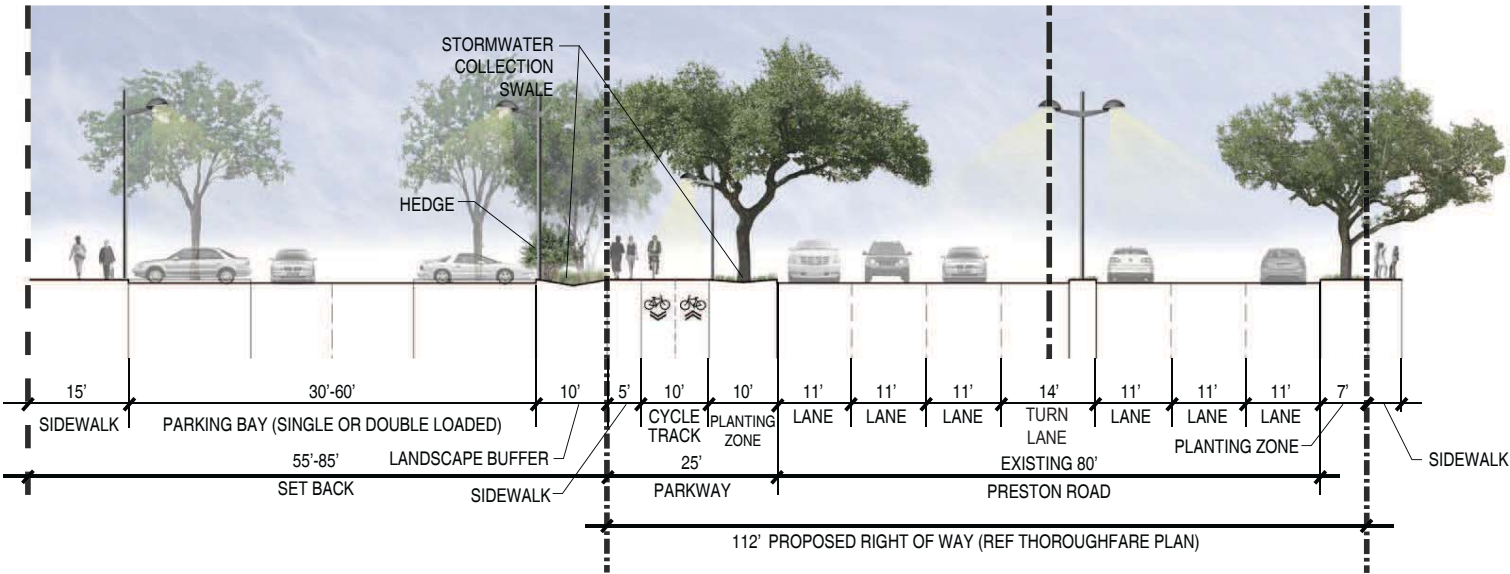 STORMWATER
COLLECTION
SWALE
HEDGE
15’ 30’-60’ 10’ 5’ 10’ 10’ 11’ 11’ 11’ 14’ 11’ 11’ 11’ 7’
SIDEWALK PARKING BAY (SINGLE OR DOUBLE LOADED) CYCLE TRACK PLANTING ZONE LANE LANE LANE TURN LANE LANE LANE LANE
PLANTING ZONE
SIDEWALK
LANDSCAPE BUFFER
55’-85’ 25’ EXISTING 80’
SET BACK SIDEWALK PARKWAY PRESTON ROAD
112’ PROPOSED RIGHT OF WAY (REF THOROUGHFARE PLAN)